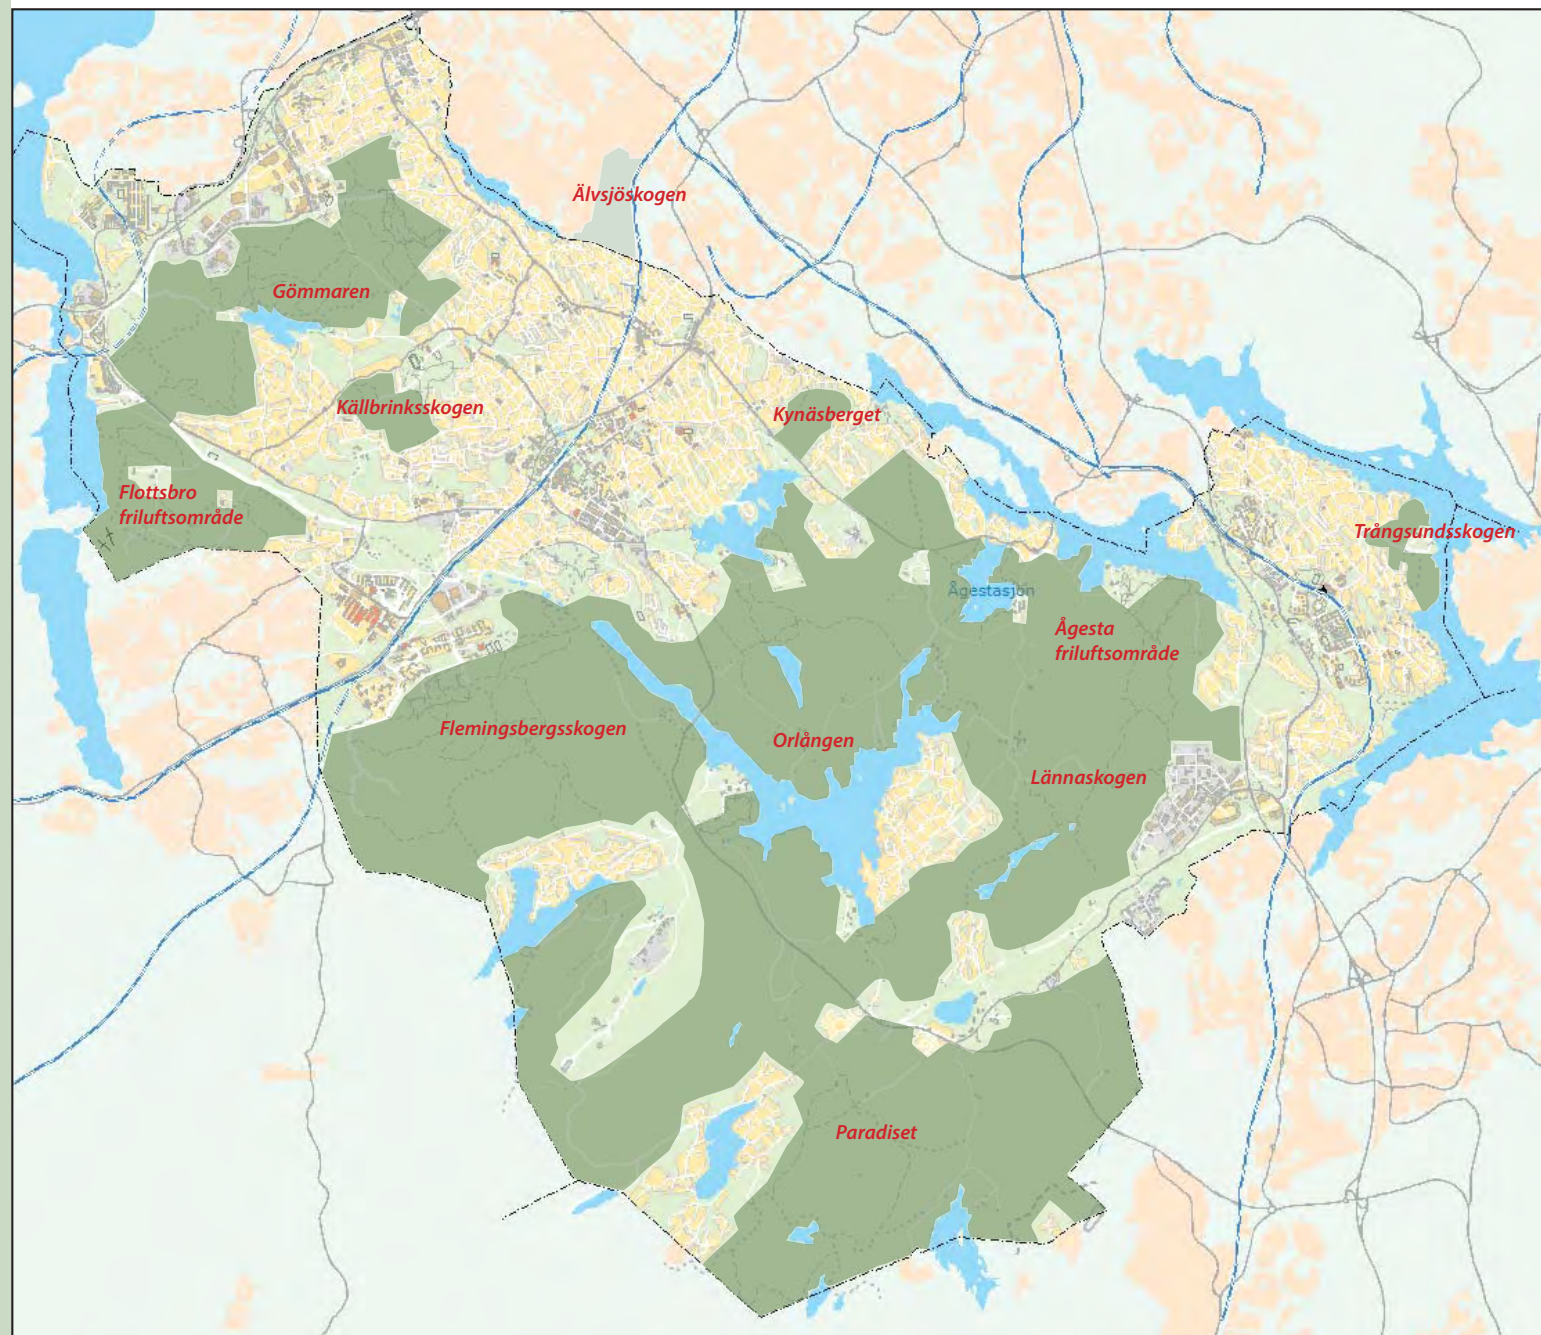 Älvsjöskogen
Gömmaren
Källbrinksskogen
Kynäsberget
Flottsbro
friluftsområde
Trångsundsskogen
Ågestasjön
Ågesta
friluftsområde
Flemingsbergsskogen
Orlången
Lännaskogen
Paradiset